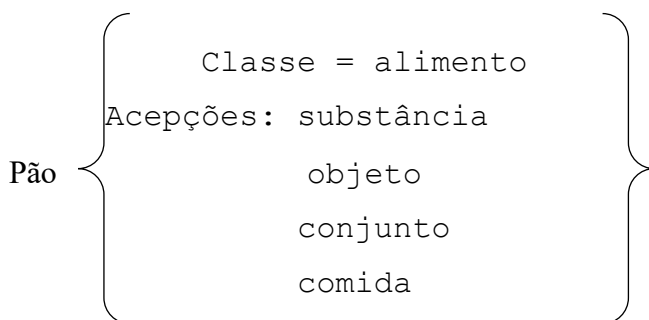 Classe = alimento
Acepções: substância
Pão
objeto
conjunto
comida